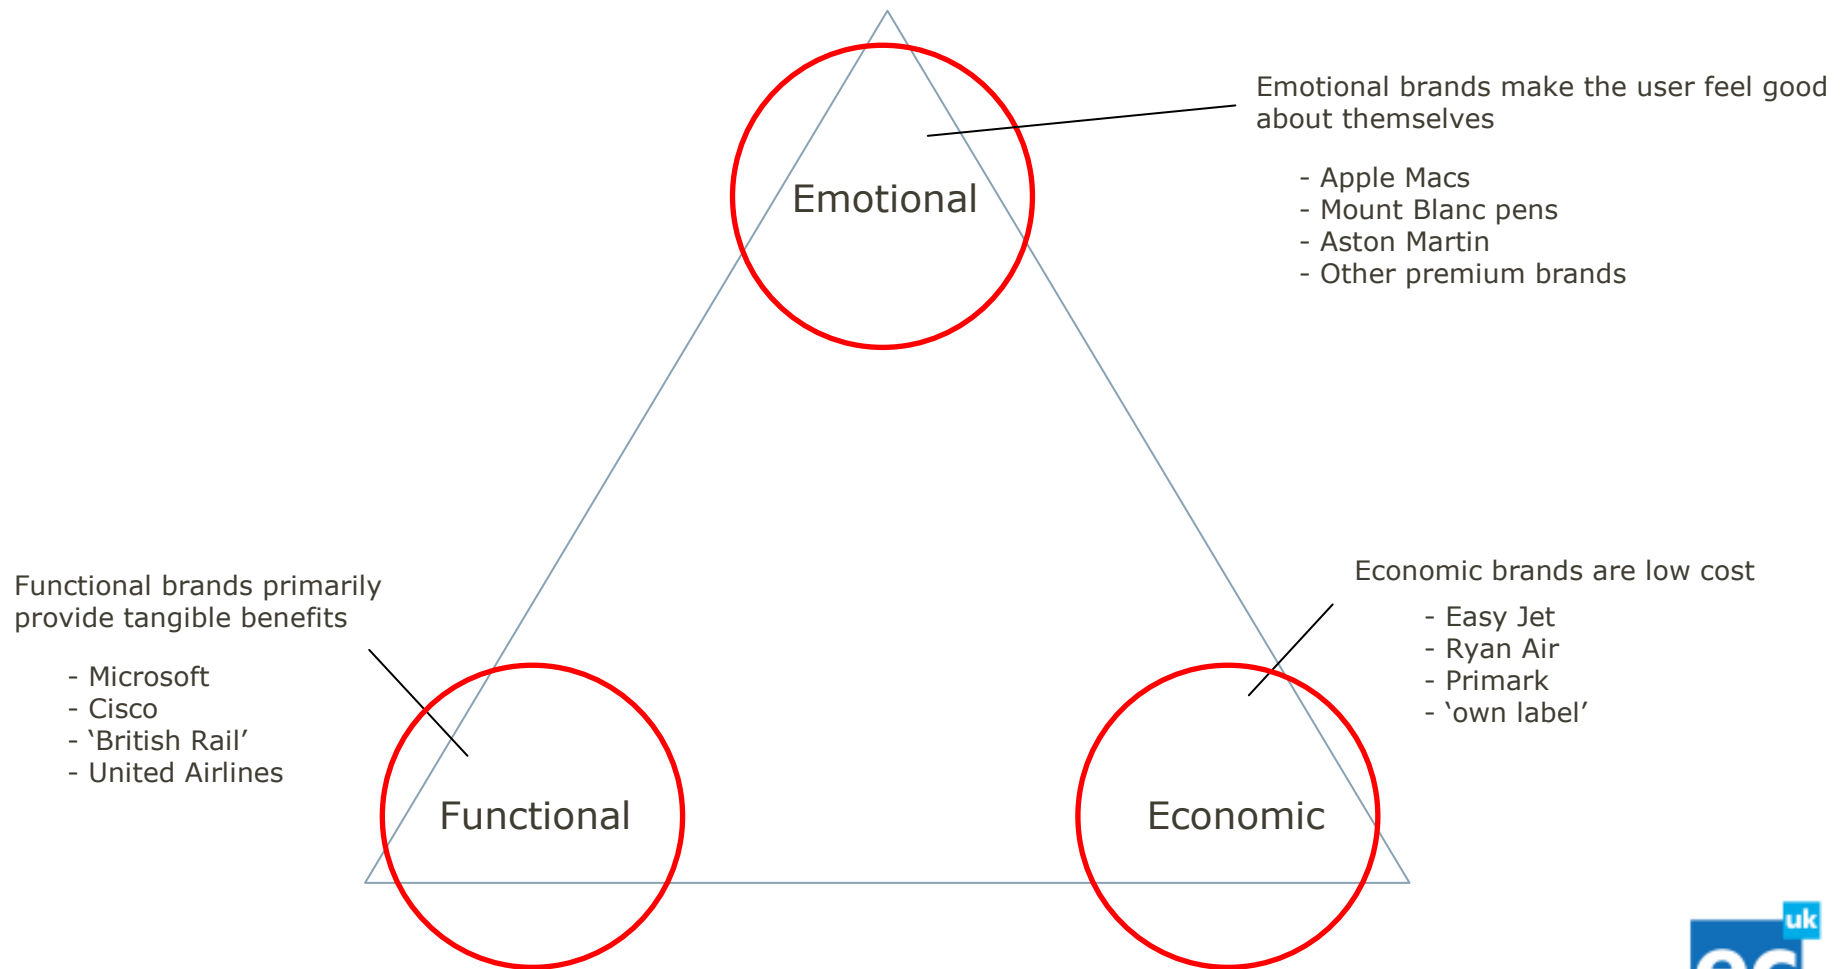 Emotional brands make the user feel good
about themselves
- Apple Macs
- Mount Blanc pens
- Aston Martin
- Other premium brands
Emotional
Functional brands primarily
provide tangible benefits
- Microsoft
- Cisco
- ‘British Rail’
- United Airlines
Functional
Economic brands are low cost
- Easy Jet
- Ryan Air
- Primark
- ‘own label’
Economic
uk